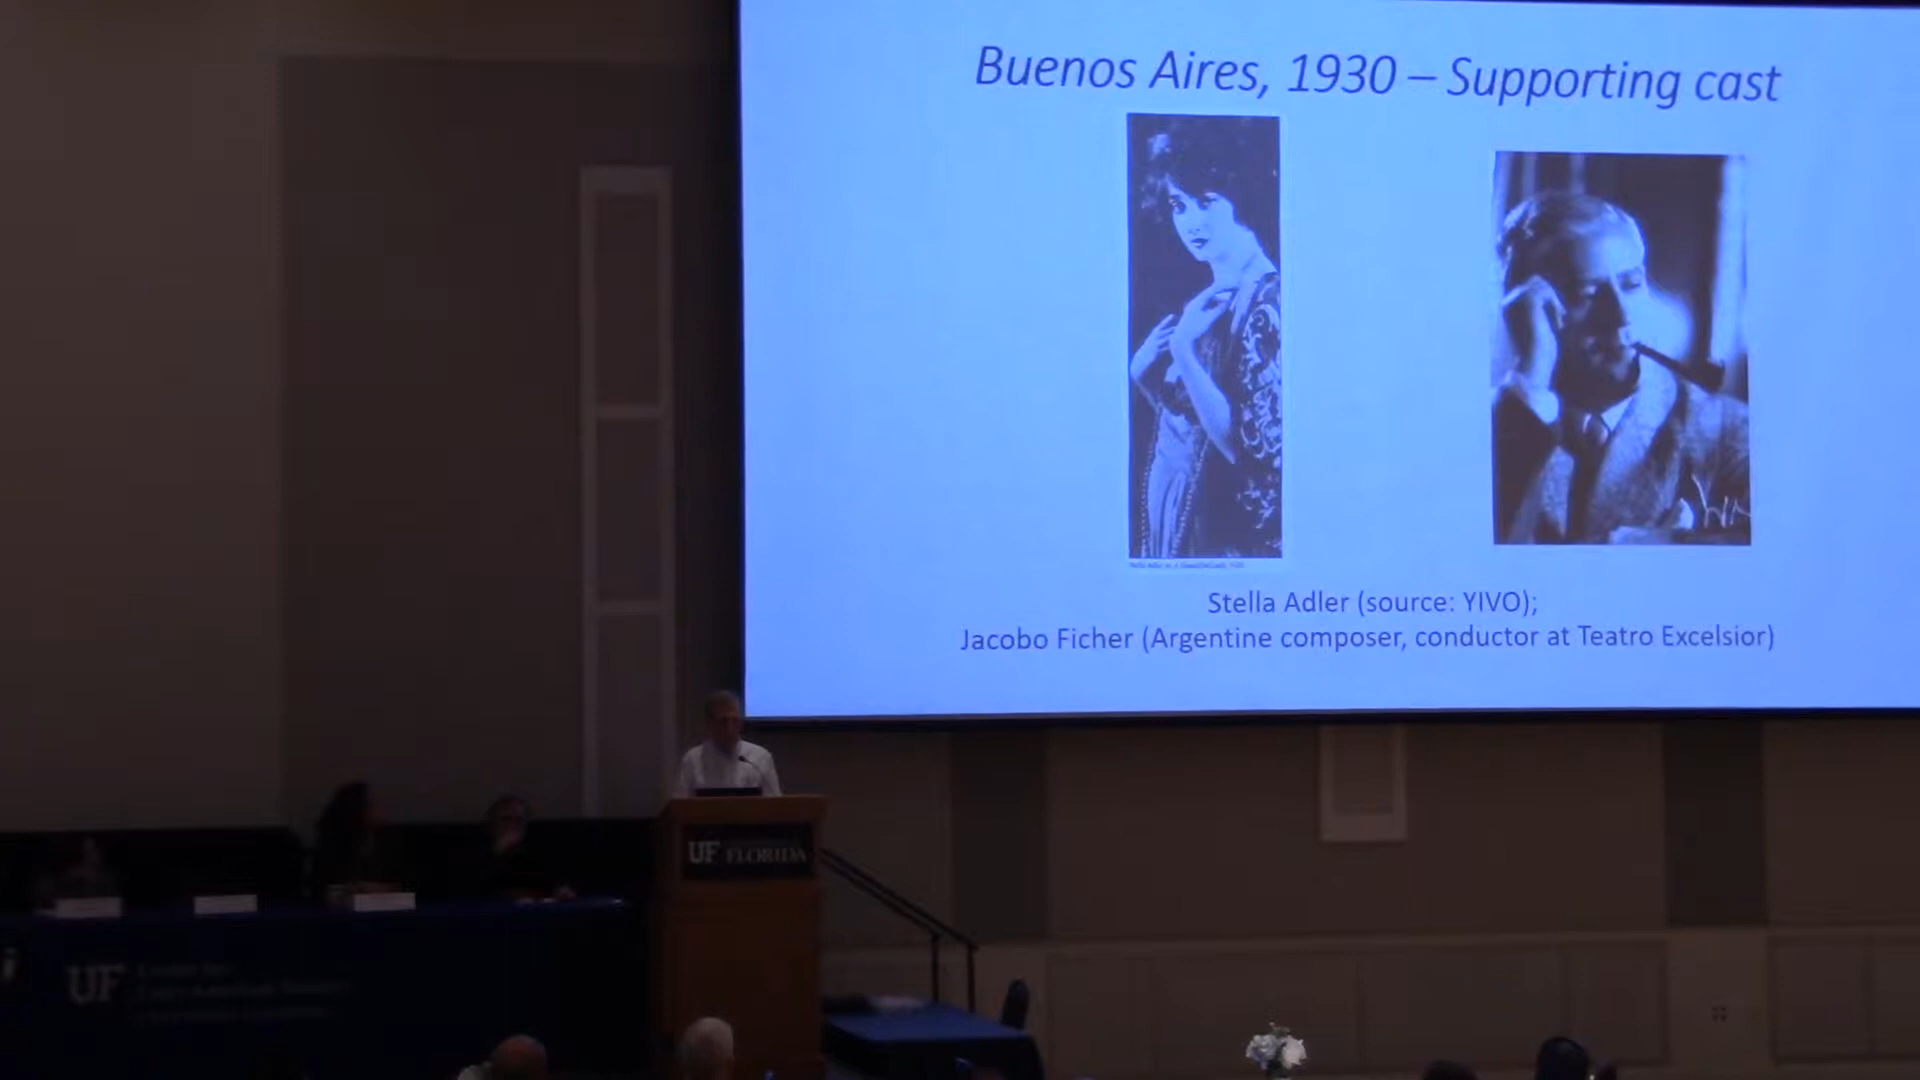 Buenos Aires, 1930 – Supporting cast
Stella Adler (source: YIVO);
Jacobo Ficher (Argentine composer, conductor at Teatro Excelsior)
UF FLORIDA
UF